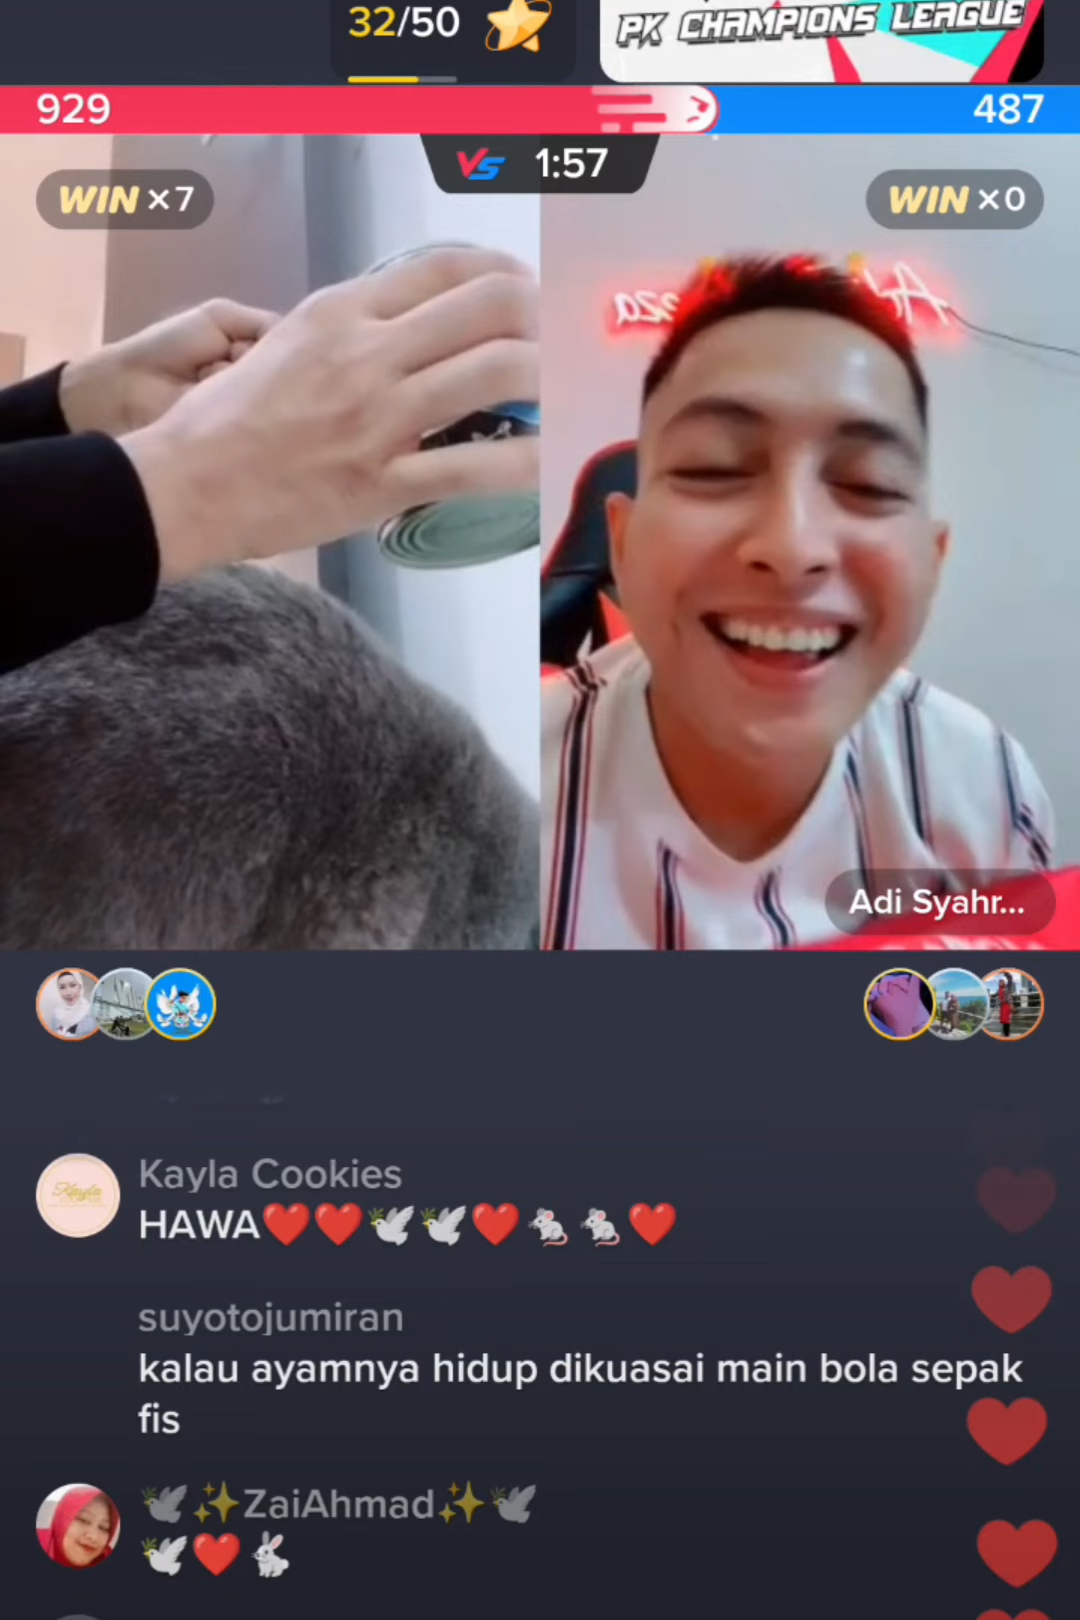 32/50
PK CHAMPIONS LEAGUE
929
487
VS 1:57
WIN ×7
WIN ×0
Adi Syahr...
Kayla Cookies
HAWA❤️❤️🕊️🕊️❤️🐁🐁❤️
suyotojumiran
kalau ayamnya hidup dikuasai main bola sepak
fis
🕊️✨ZaiAhmad✨🕊️
🕊️❤️🐇